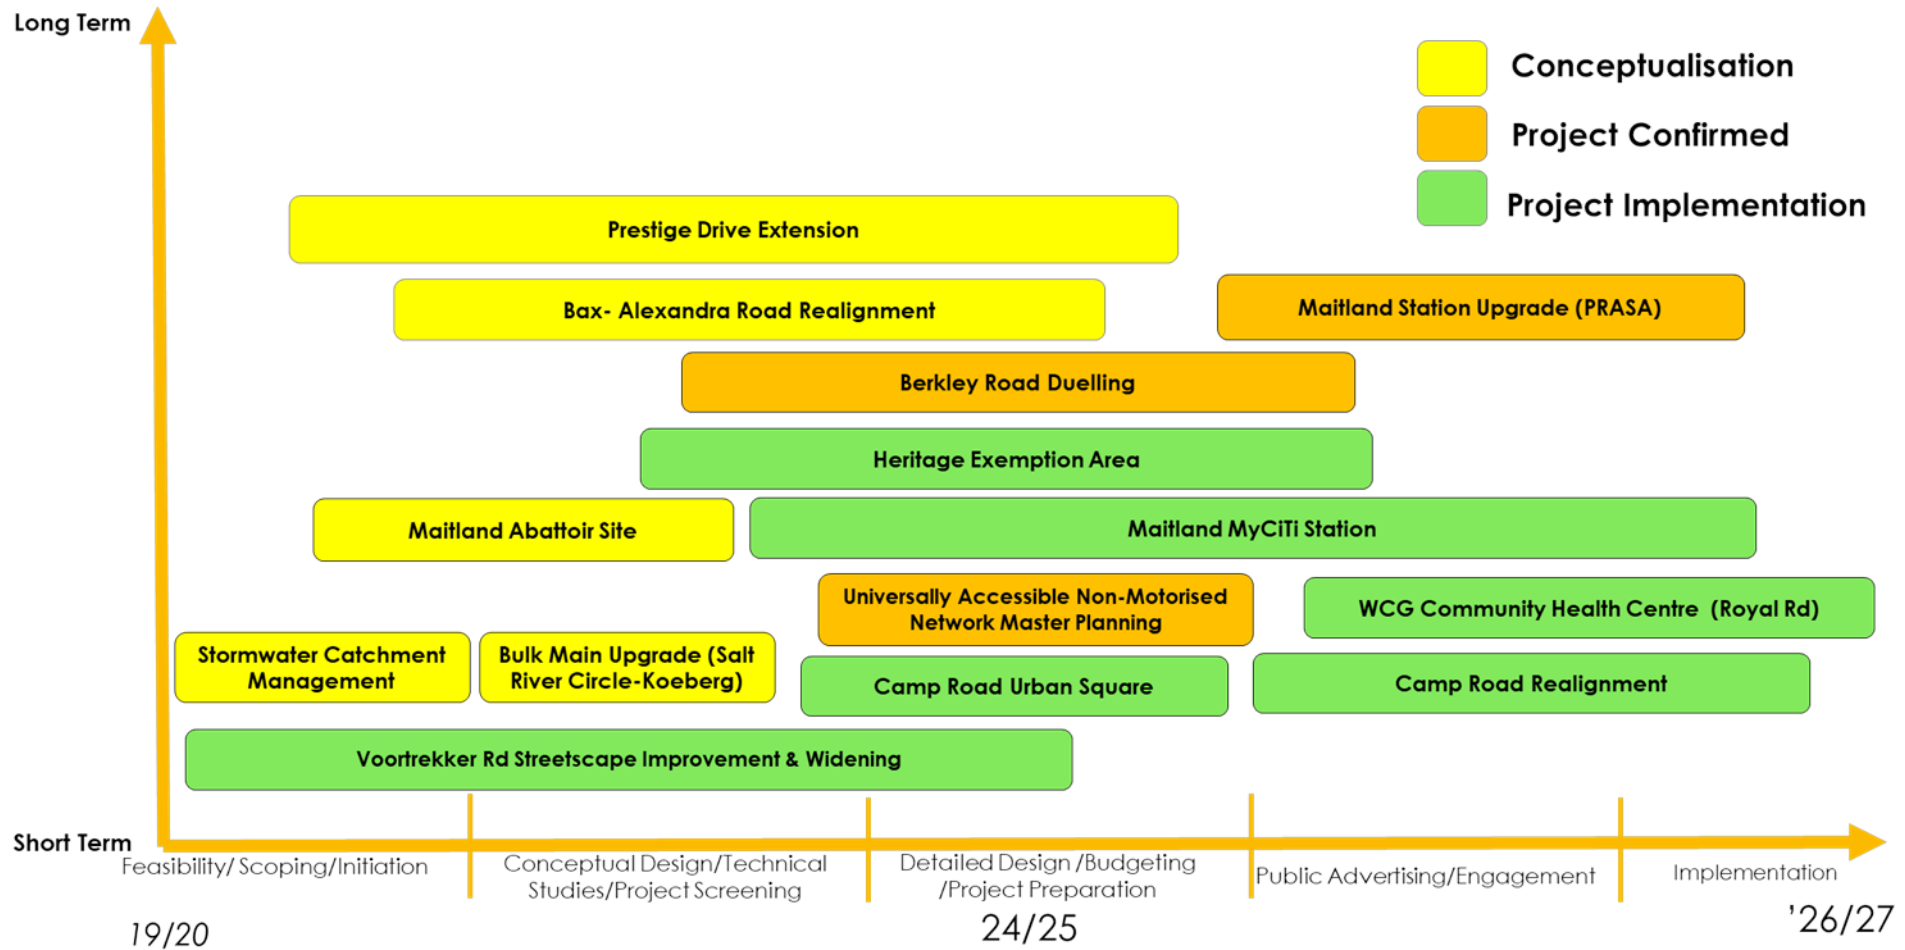 Long Term
Conceptualisation
Project Confirmed
Project Implementation
Prestige Drive Extension
Bax- Alexandra Road Realignment
Maitland Station Upgrade (PRASA)
Berkley Road Duelling
Heritage Exemption Area
Maitland Abattoir Site
Maitland MyCiTi Station
Universally Accessible Non-Motorised
Network Master Planning
WCG Community Health Centre (Royal Rd)
Stormwater Catchment
Management
Bulk Main Upgrade (Salt
River Circle-Koeberg)
Camp Road Urban Square
Camp Road Realignment
Voortrekker Rd Streetscape Improvement & Widening
Short Term
Feasibility/ Scoping/Initiation
Conceptual Design/Technical
Studies/Project Screening
Detailed Design /Budgeting
/Project Preparation
Public Advertising/Engagement
Implementation
19/20
24/25
’26/27